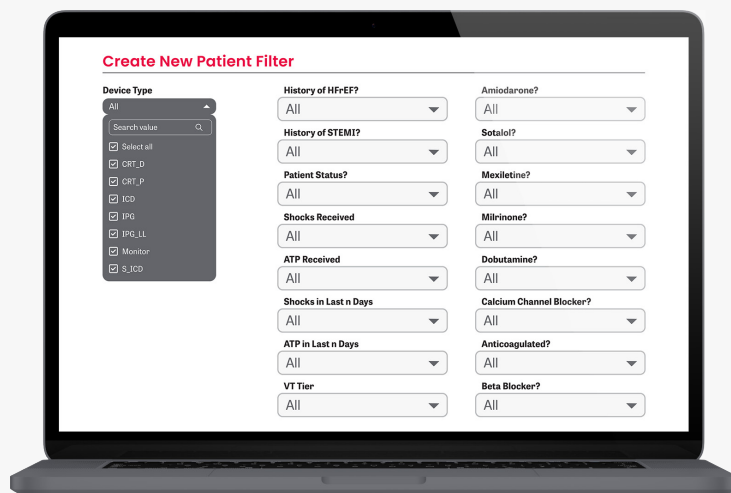 Create New Patient Filter
Device Type
All
Search value
Select all
CRT_D
CRT_P
ICD
IPG
IPG_LL
Monitor
S_ICD
History of HFrEF?
All
History of STEMI?
All
Patient Status?
All
Shocks Received
All
ATP Received
All
Shocks in Last n Days
All
ATP in Last n Days
All
VT Tier
All
Amiodarone?
All
Sotalol?
All
Mexiletine?
All
Milrinone?
All
Dobutamine?
All
Calcium Channel Blocker?
All
Anticoagulated?
All
Beta Blocker?
All